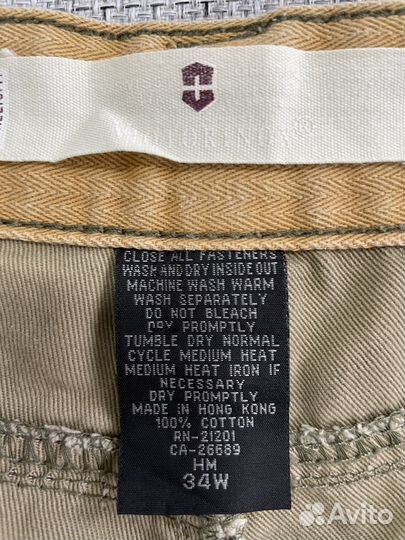 VICTORINOX®
CLOSE ALL FASTENERS
WASH AND DRY INSIDE OUT
MACHINE WASH WARM
WASH SEPARATELY
DO NOT BLEACH
DRY PROMPTLY
TUMBLE DRY NORMAL
CYCLE MEDIUM HEAT
MEDIUM HEAT IRON IF
NECESSARY
DRY PROMPTLY
MADE IN HONG KONG
100% COTTON
RN-21201
CA-26689
HM
34W
Avito